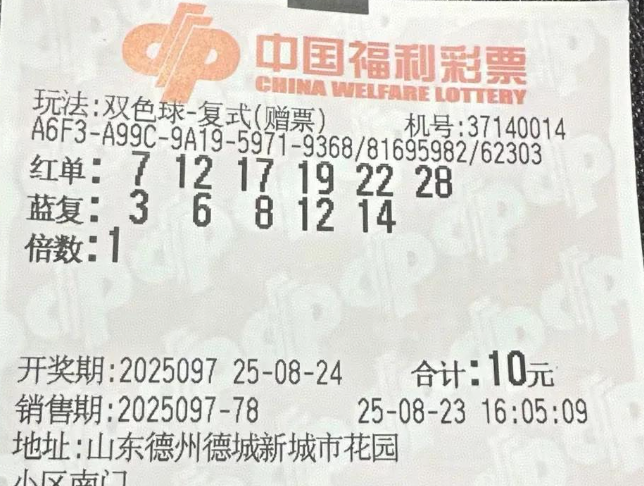 中国福利彩票
CHINA WELFARE LOTTERY
玩法:双色球-复式(赠票) 机号:37140014
A6F3-A99C-9A19-5971-9368/81695982/62303
红单: 7 12 17 19 22 28
蓝复: 3 6 8 12 14
倍数:1
开奖期:2025097 25-08-24 合计:10元
销售期:2025097-78 25-08-23 16:05:09
地址:山东德州德城新城市花园
小区南门